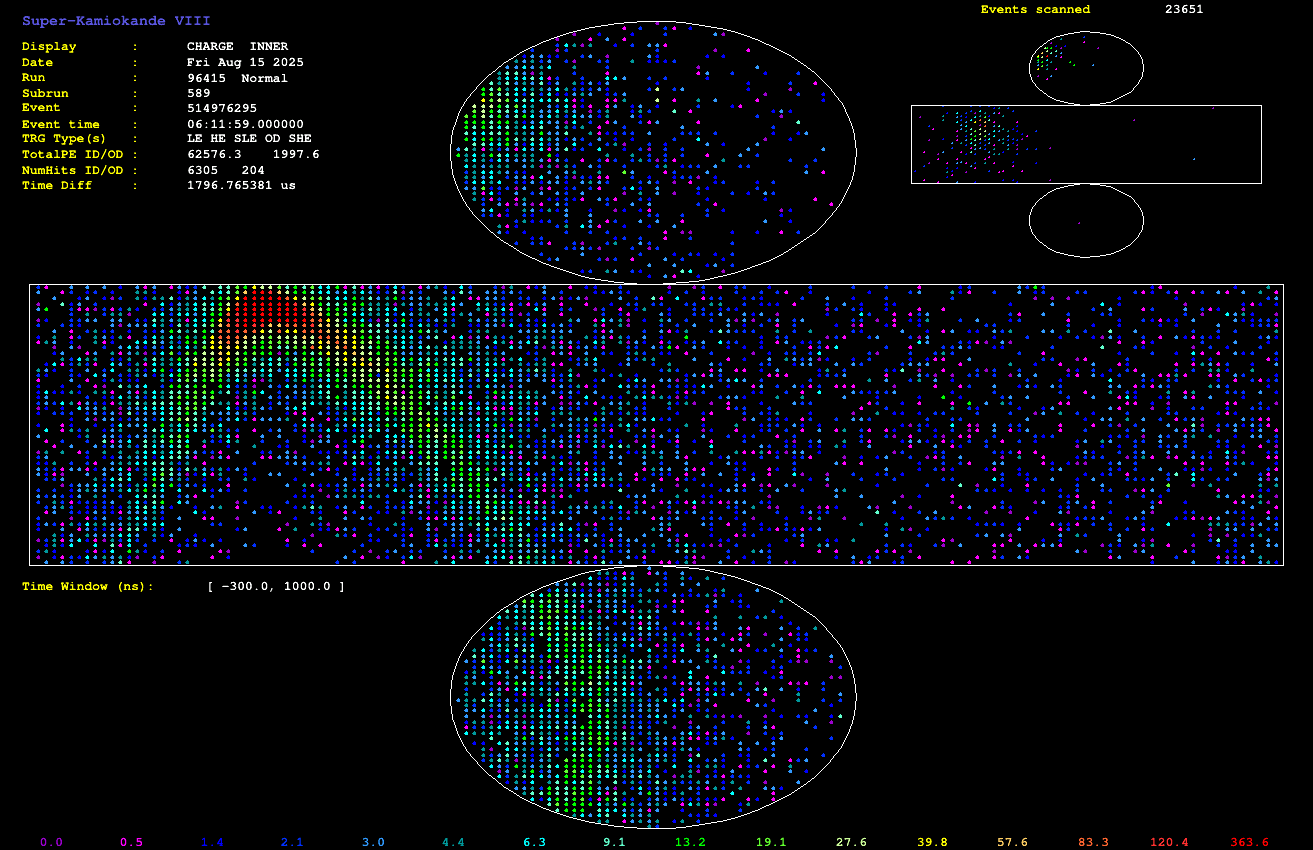 Super-Kamiokande VIII
Events scanned 23651
Display : CHARGE INNER
Date : Fri Aug 15 2025
Run : 96415 Normal
Subrun : 589
Event : 514976295
Event time : 06:11:59.000000
TRG Type(s) : LE HE SLE OD SHE
TotalPE ID/OD : 62576.3 1997.6
NumHits ID/OD : 6305 204
Time Diff : 1796.765381 us
Time Window (ns): [ -300.0, 1000.0 ]
0.0 0.5 1.4 2.1 3.0 4.4 6.3 9.1 13.2 19.1 27.6 39.8 57.6 83.3 120.4 363.6